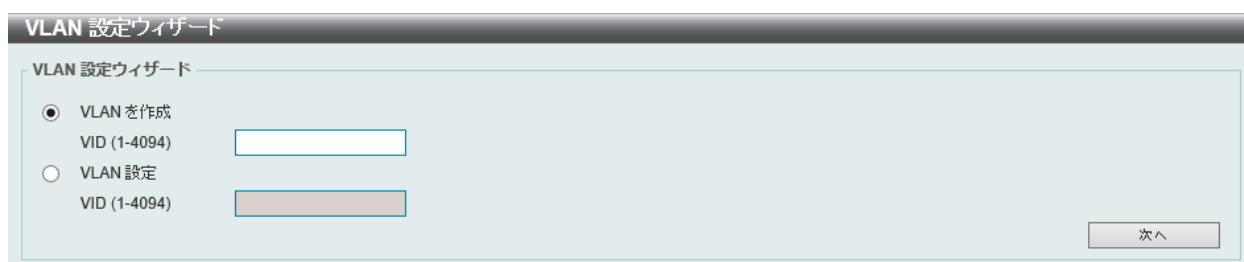 VLAN 設定ウィザード
VLAN 設定ウィザード
VLAN を作成
VID (1-4094)
VLAN 設定
VID (1-4094)
次へ